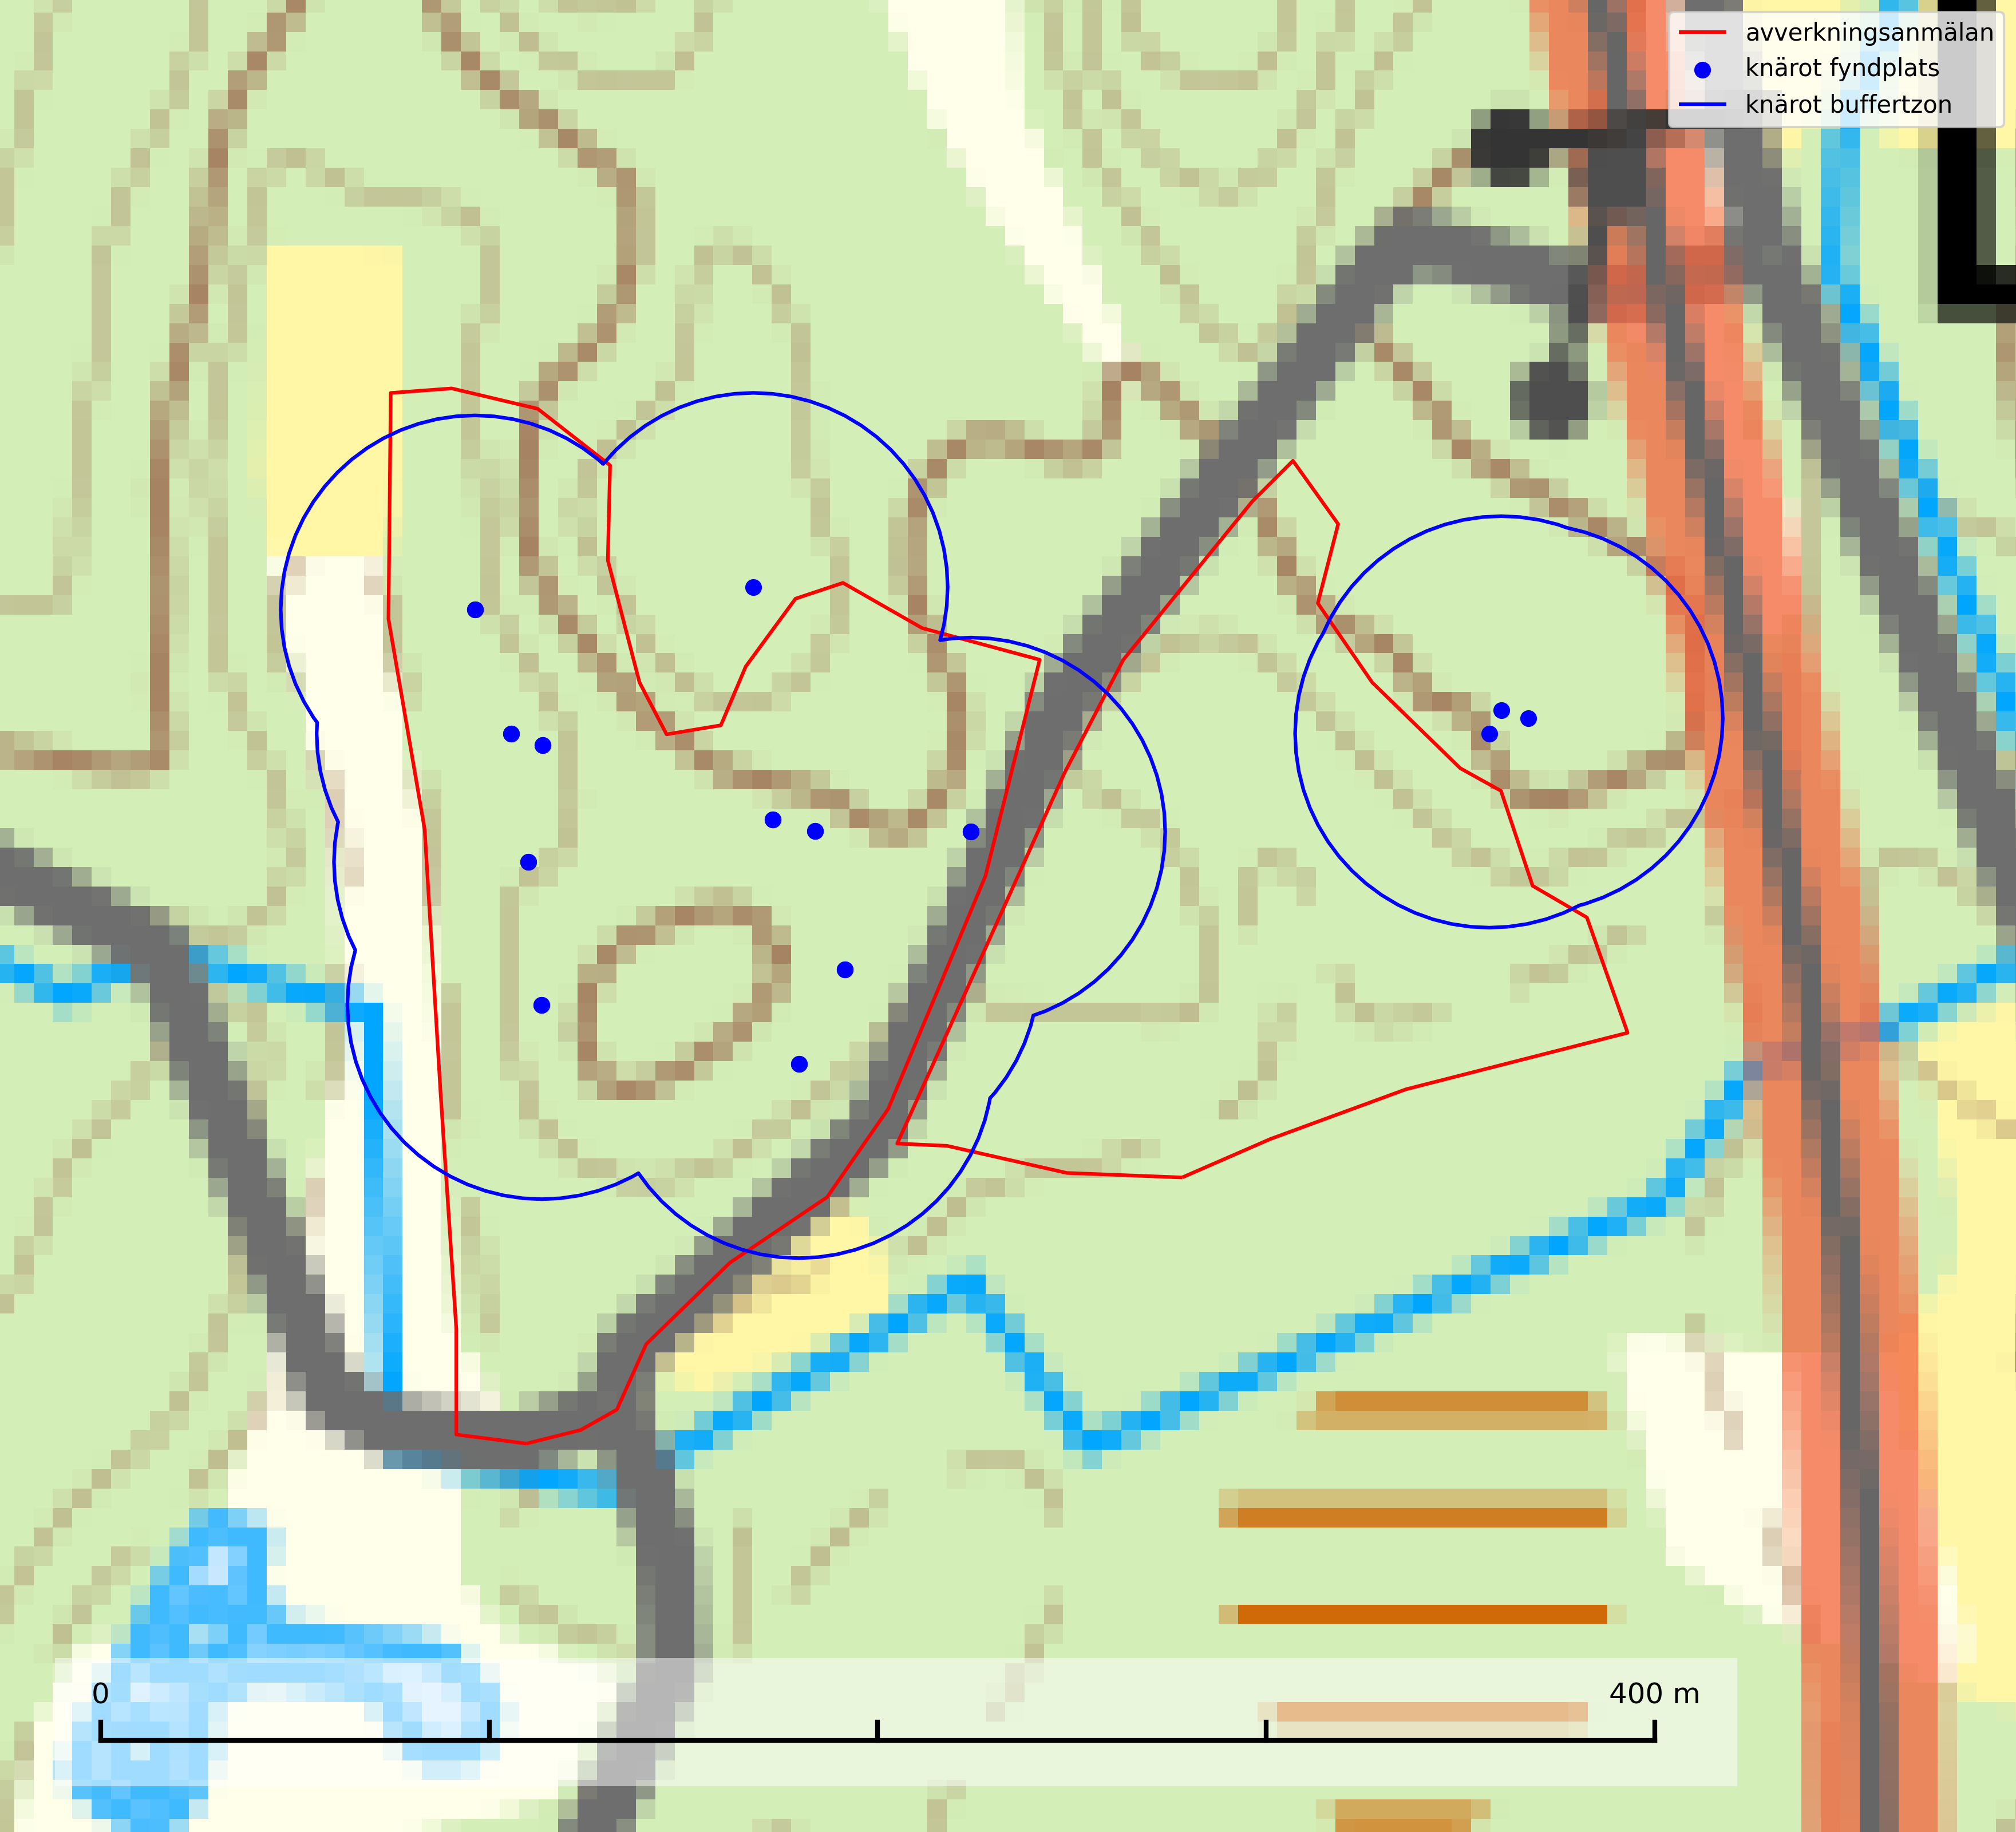 avverkningsanmälan
knärot fyndplats
knärot buffertzon
0
400 m